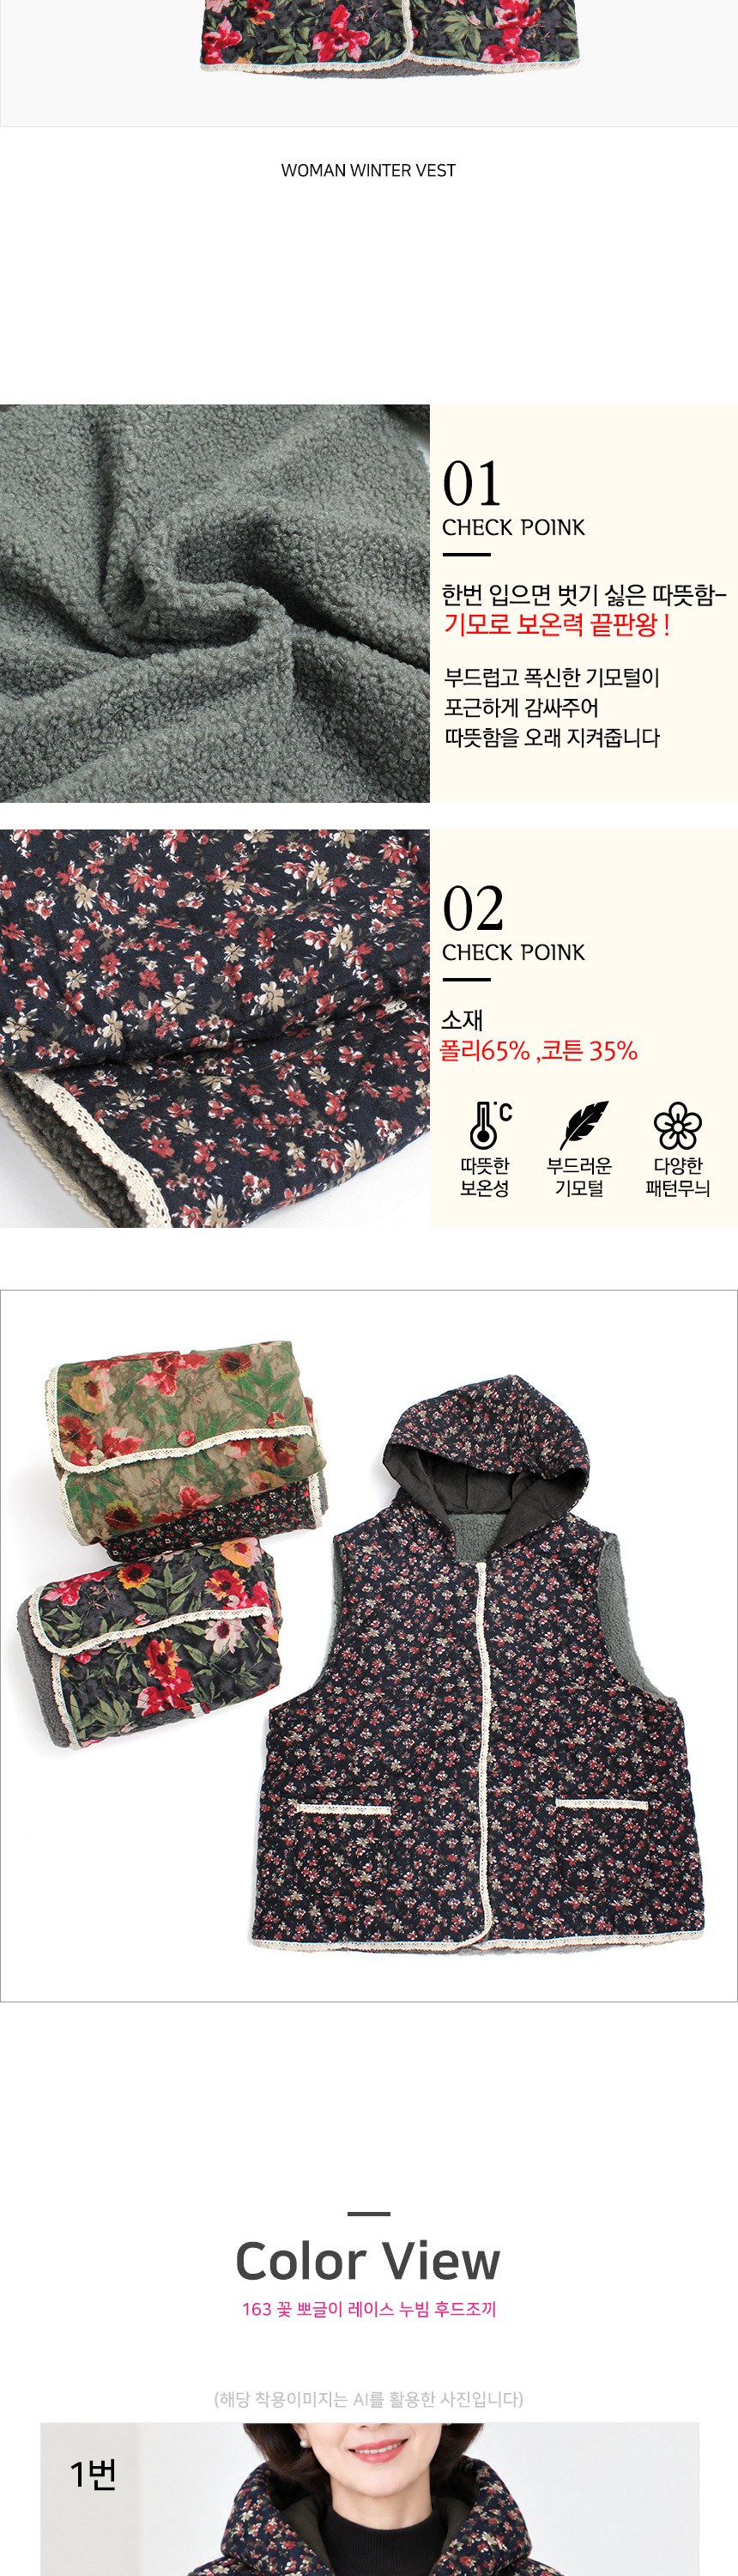 WOMAN WINTER VEST
01
CHECK POINK
한번 입으면 벗기 싫은 따뜻함-
기모로 보온력 끝판왕 !
부드럽고 폭신한 기모털이
포근하게 감싸주어
따뜻함을 오래 지켜줍니다
02
CHECK POINK
소재
폴리65% ,코튼 35%
°C
따뜻한
보온성
부드러운
기모털
다양한
패턴무늬
Color View
163 꽃 뽀글이 레이스 누빔 후드조끼
(해당 착용이미지는 AI를 활용한 사진입니다)
1번